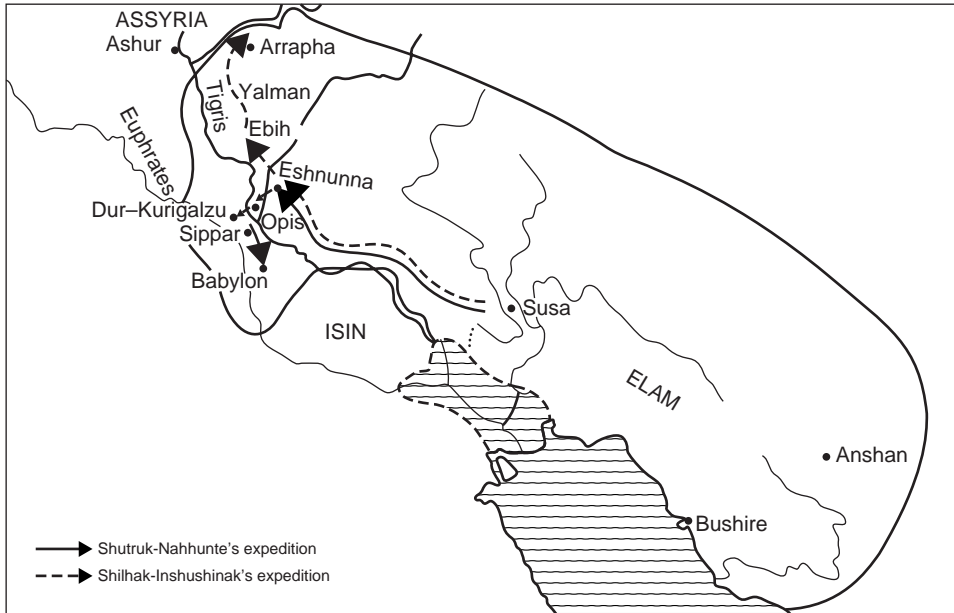 ASSYRIA
Ashur
Arrapha
Tigris
Yalman
Euphrates
Ebih
Eshnunna
Dur–Kurigalzu
Opis
Sippar
Babylon
Susa
ISIN
ELAM
Anshan
Bushire
Shutruk-Nahhunte's expedition
Shilhak-Inshushinak's expedition